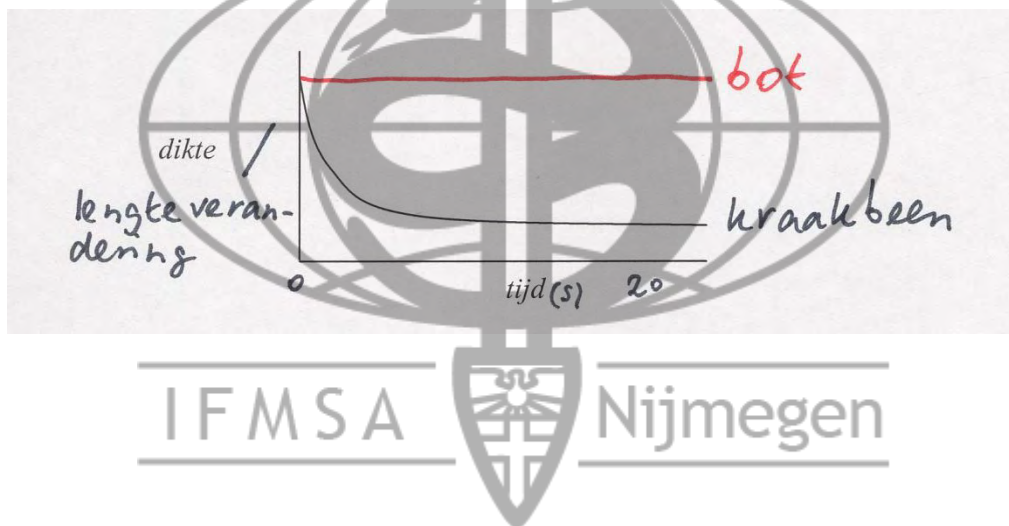 bot
dikte
lengte veran-
dering
kraakbeen
0
tijd (s)
20
IFMSA
Nijmegen